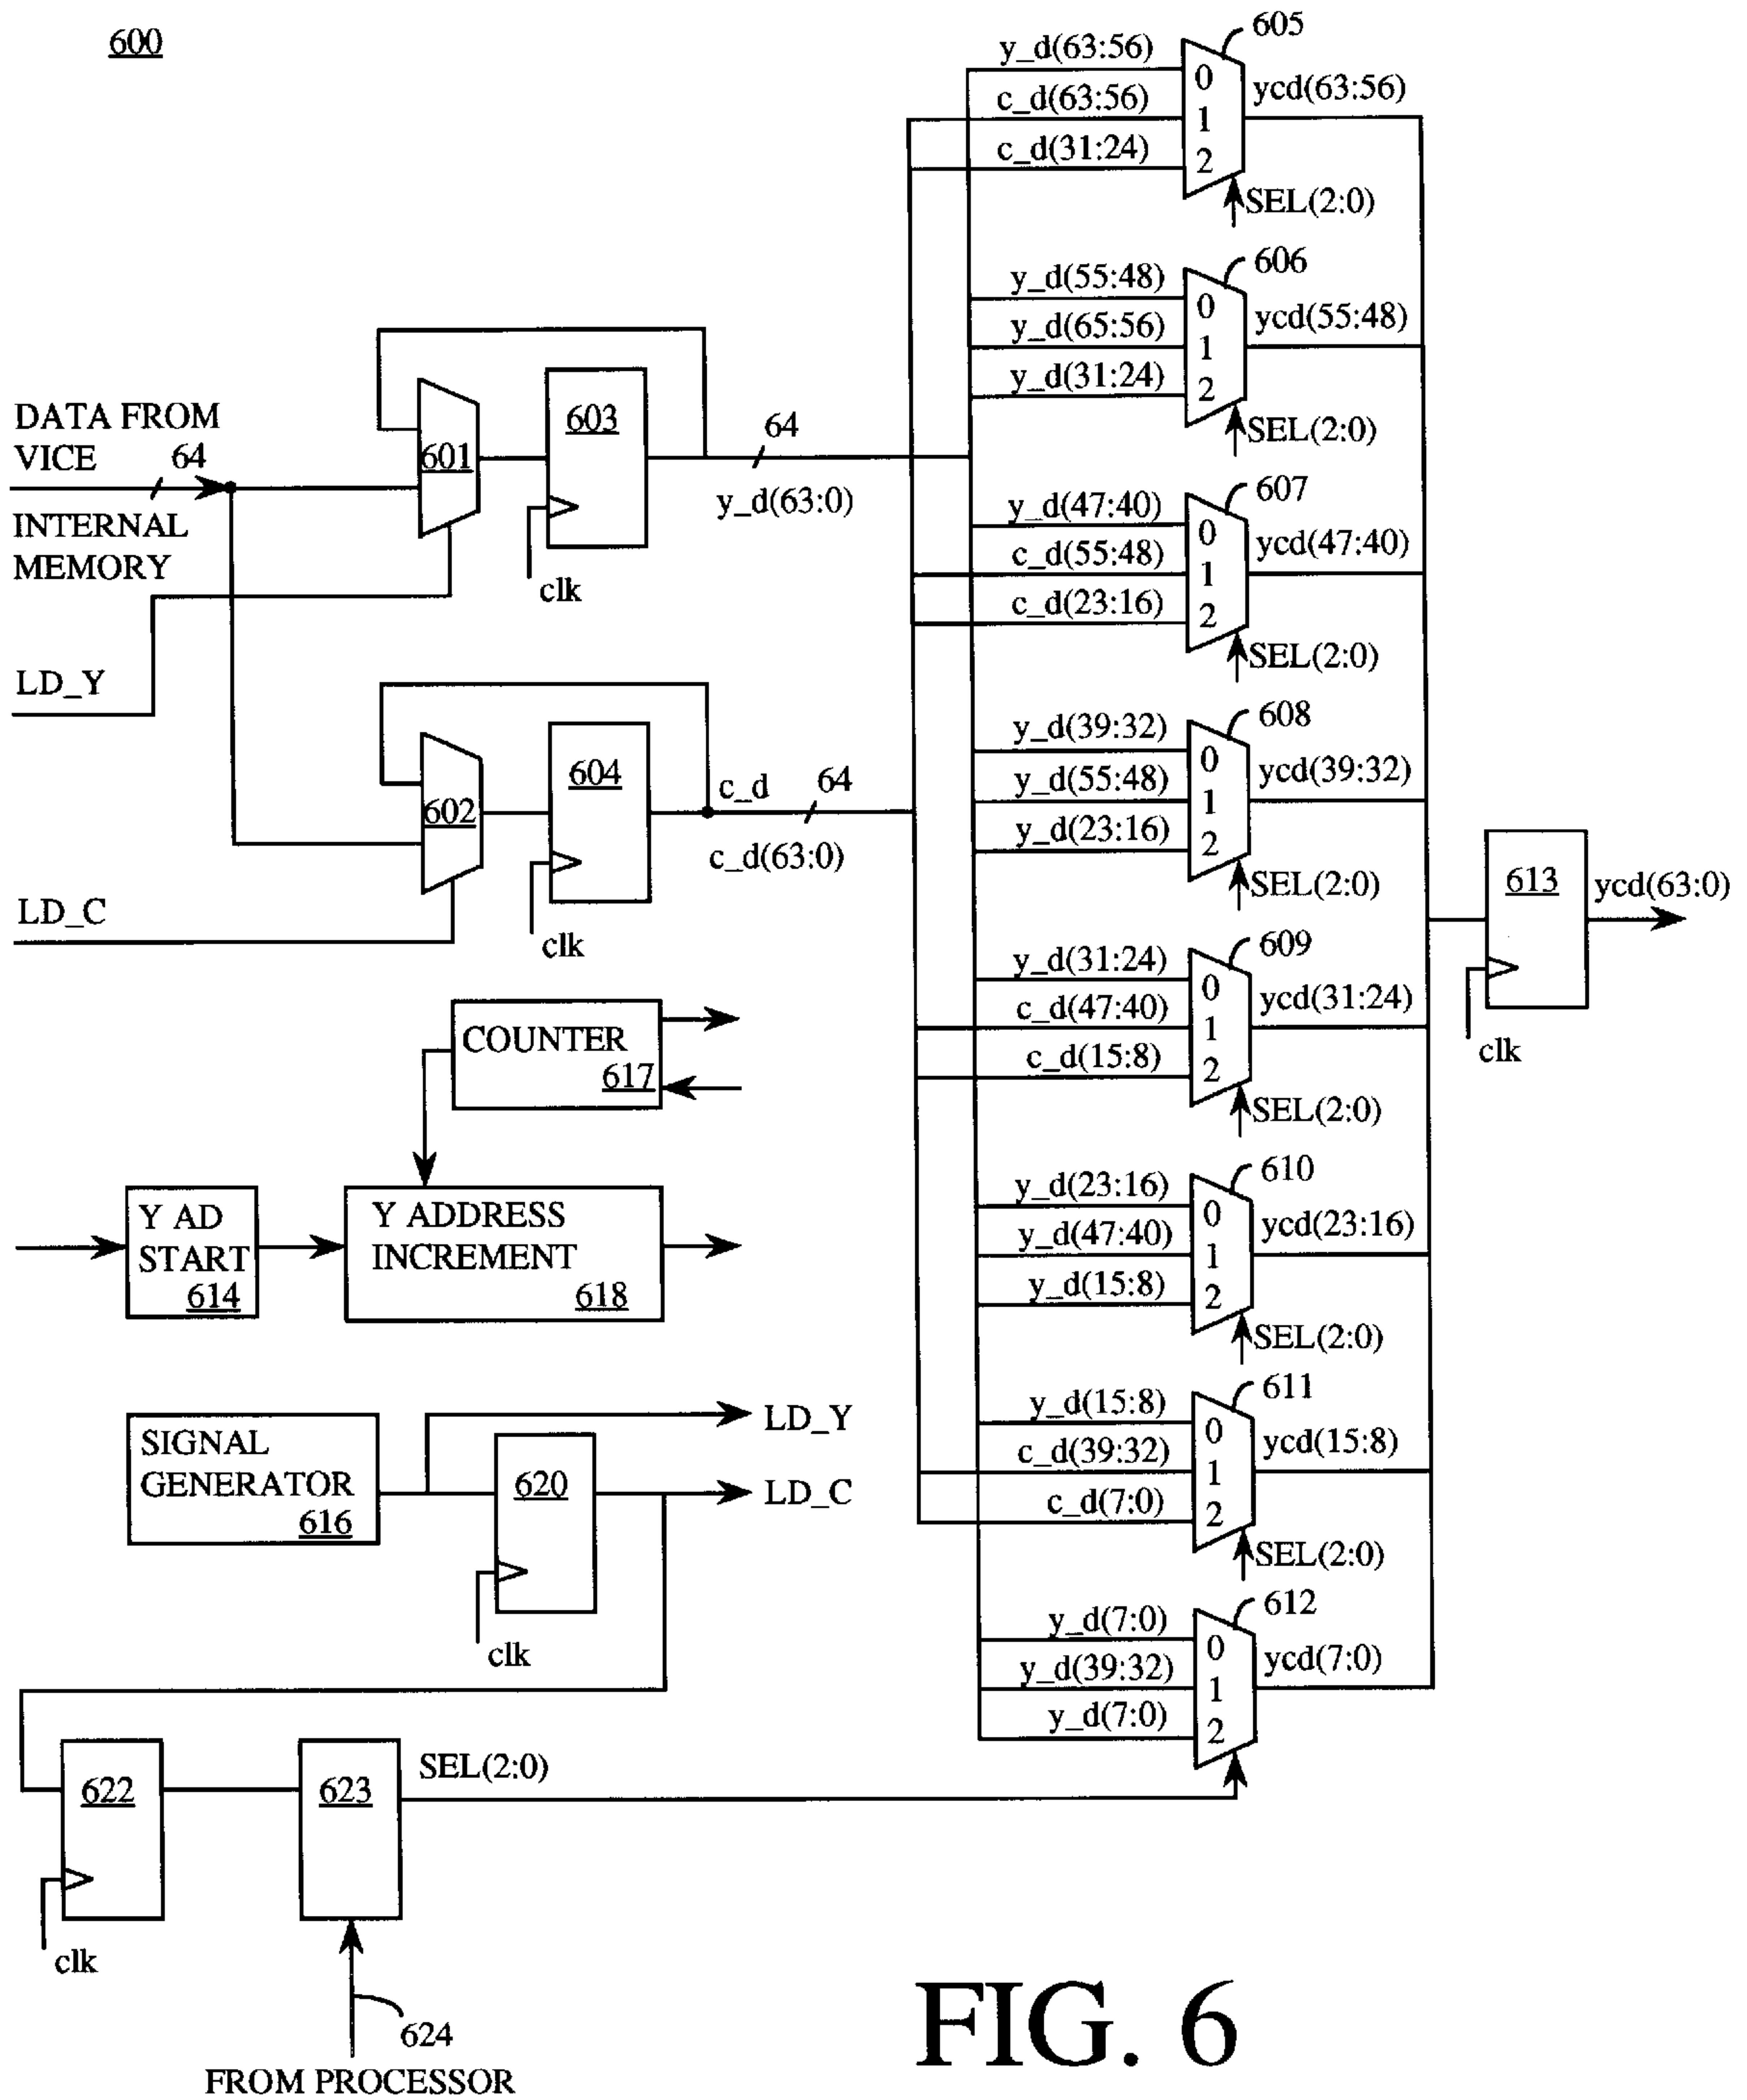 600
605
y_d(63:56)
0
ycd(63:56)
c_d(63:56)
1
c_d(31:24)
2
SEL(2:0)
606
y_d(55:48)
0
ycd(55:48)
y_d(65:56)
1
y_d(31:24)
2
SEL(2:0)
DATA FROM
VICE
64
INTERNAL
MEMORY
601
603
clk
64
y_d(63:0)
LD_Y
607
y_d(47:40)
0
ycd(47:40)
c_d(55:48)
1
c_d(23:16)
2
SEL(2:0)
608
y_d(39:32)
0
ycd(39:32)
y_d(55:48)
1
y_d(23:16)
2
SEL(2:0)
602
604
clk
c_d
64
c_d(63:0)
LD_C
613
ycd(63:0)
clk
609
y_d(31:24)
0
ycd(31:24)
c_d(47:40)
1
c_d(15:8)
2
SEL(2:0)
COUNTER
617
Y AD
START
614
Y ADDRESS
INCREMENT
618
610
y_d(23:16)
0
ycd(23:16)
y_d(47:40)
1
y_d(15:8)
2
SEL(2:0)
SIGNAL
GENERATOR
616
620
clk
LD_Y
LD_C
611
y_d(15:8)
0
ycd(15:8)
c_d(39:32)
1
c_d(7:0)
2
SEL(2:0)
612
y_d(7:0)
0
ycd(7:0)
y_d(39:32)
1
y_d(7:0)
2
622
clk
623
SEL(2:0)
624
FROM PROCESSOR
FIG. 6